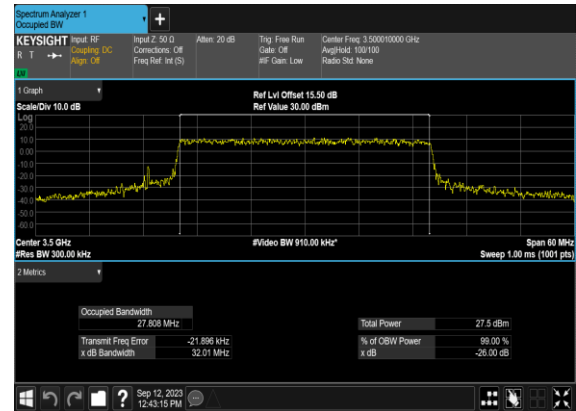 Spectrum Analyzer 1
Occupied BW
+
KEYSIGHT Input: RF Input Z: 50 Ω Atten: 20 dB Trig: Free Run Center Freq: 3.500010000 GHz
R T Coupling: DC Corrections: Off Gate: Off Avg|Hold: 100/100
Align: Off Freq Ref: Int (S) #IF Gain: Low Radio Std: None
1 Graph
Ref Lvl Offset 15.50 dB
Scale/Div 10.0 dB Ref Value 30.00 dBm
Log
20.0
10.0
0.00
-10.0
-20.0
-30.0
-40.0
-50.0
-60.0
Center 3.5 GHz #Video BW 910.00 kHz* Span 60 MHz
#Res BW 300.00 kHz Sweep 1.00 ms (1001 pts)
2 Metrics
Occupied Bandwidth
27.808 MHz Total Power 27.5 dBm
Transmit Freq Error -21.896 kHz % of OBW Power 99.00 %
x dB Bandwidth 32.01 MHz x dB -26.00 dB
? Sep 12, 2023
12:43:15 PM